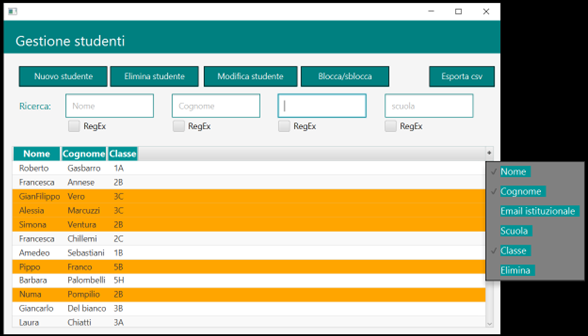 Gestione studenti
Nuovo studente Elimina studente Modifica studente Blocca/sblocca Esporta csv
Ricerca: Nome Cognome scuola
RegEx RegEx RegEx RegEx
Nome Cognome Classe
Roberto Gasbarro 1A
Francesca Annese 2B
GianFilippo Vero 3C
Alessia Marcuzzi 3C
Simona Ventura 2B
Francesca Chillemi 2C
Amedeo Sebastiani 1B
Pippo Franco 5B
Barbara Palombelli 5H
Numa Pompilio 2B
Giancarlo Del bianco 3B
Laura Chiatti 3A
Nome
Cognome
Email istituzionale
Scuola
Classe
Elimina